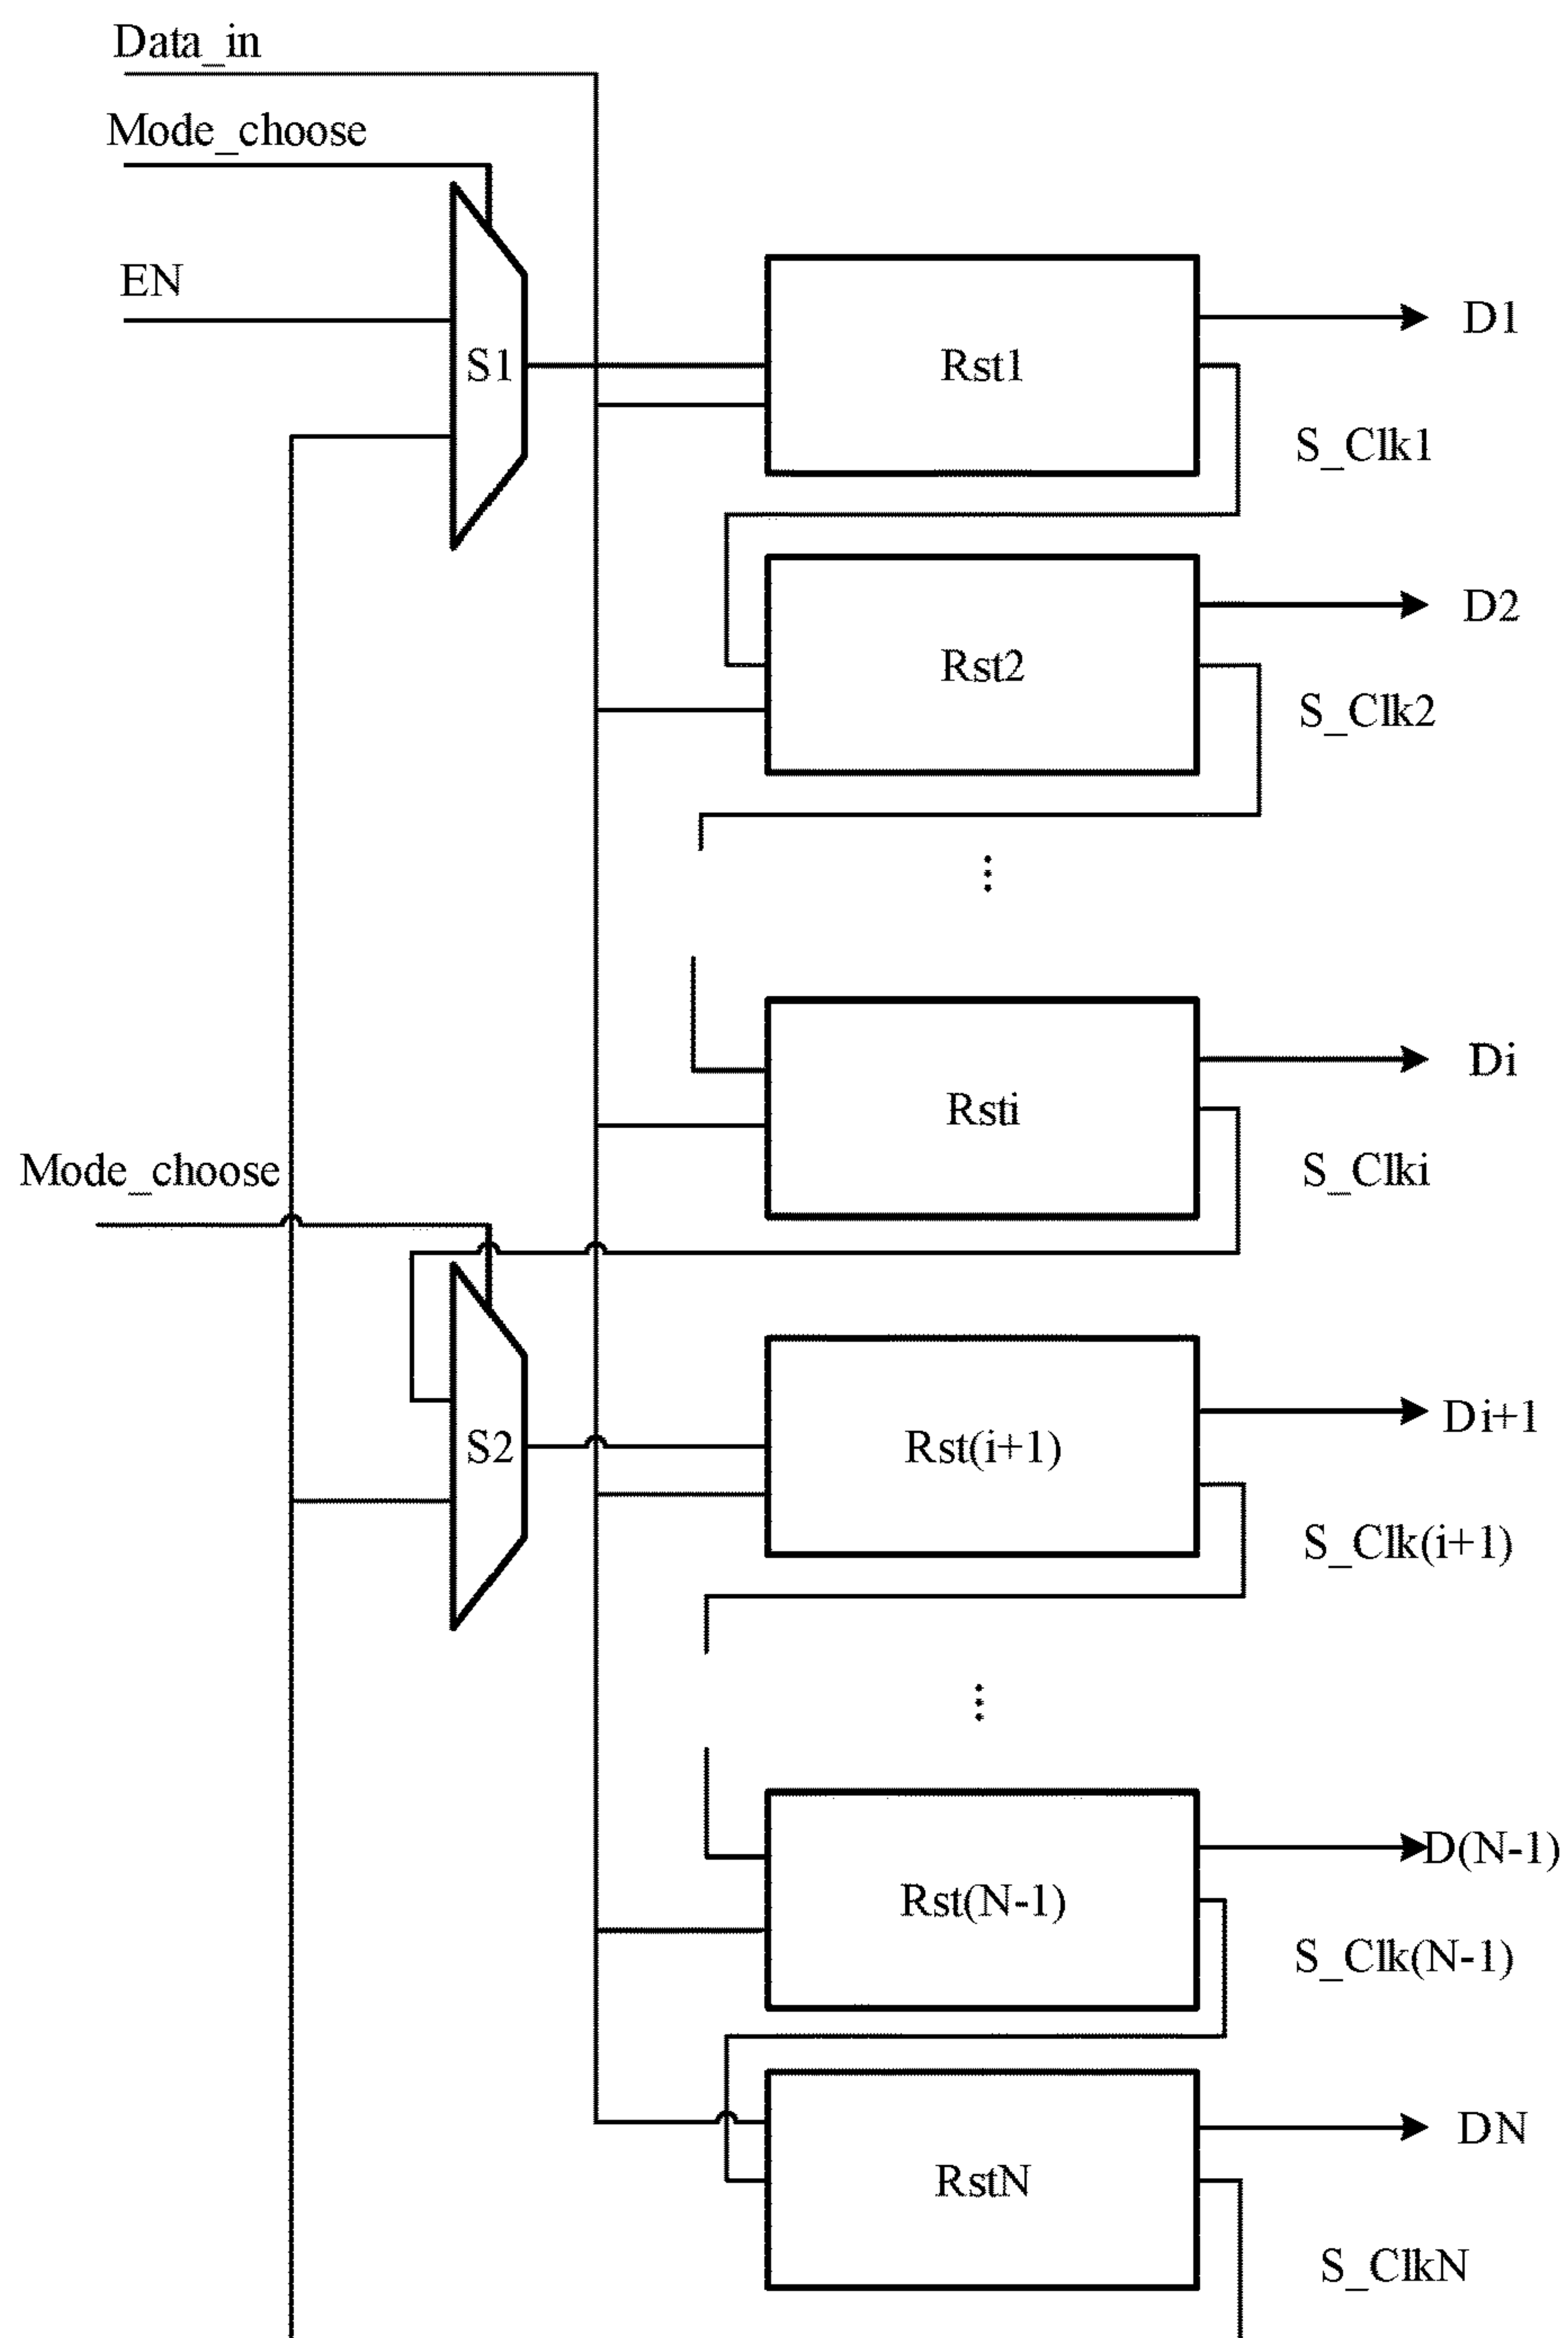 Data_in
Mode_choose
EN
D1
S1
Rst1
S_Clk1
D2
Rst2
S_Clk2
Di
Rsti
Mode_choose
S_Clki
Di+1
S2
Rst(i+1)
S_Clk(i+1)
D(N-1)
Rst(N-1)
S_Clk(N-1)
DN
RstN
S_ClkN